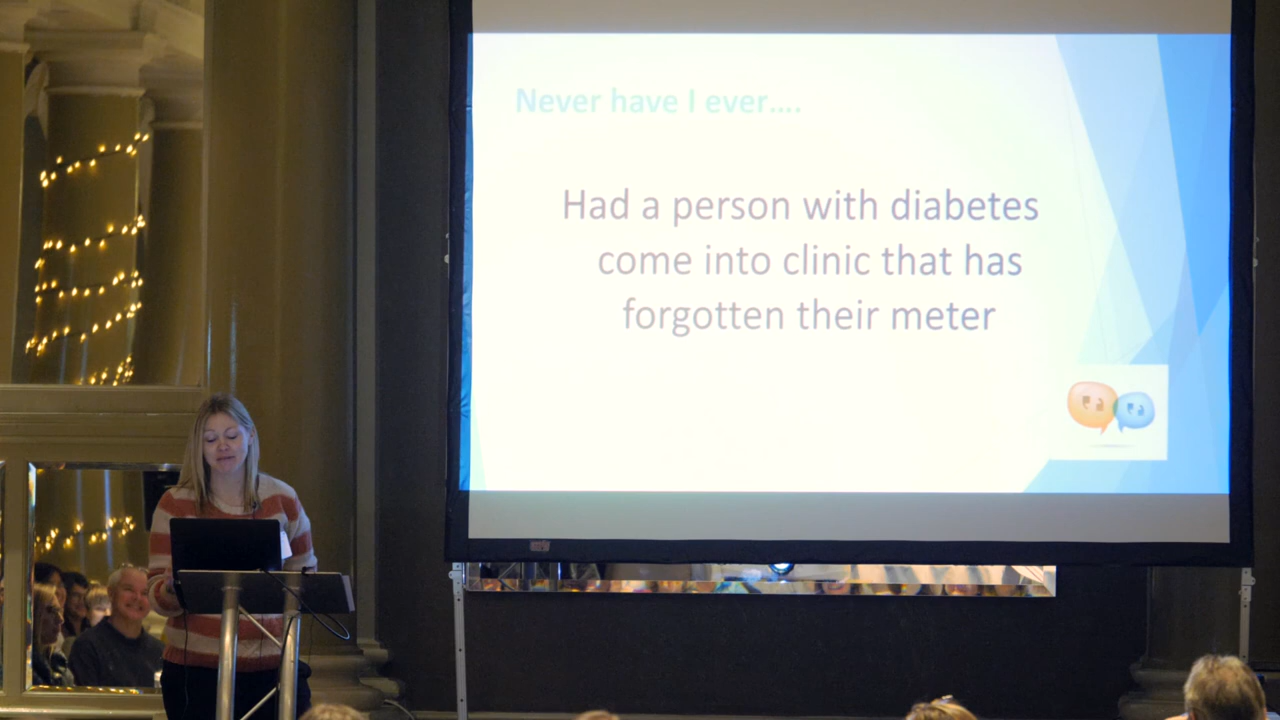 Never have I ever....
Had a person with diabetes
come into clinic that has
forgotten their meter